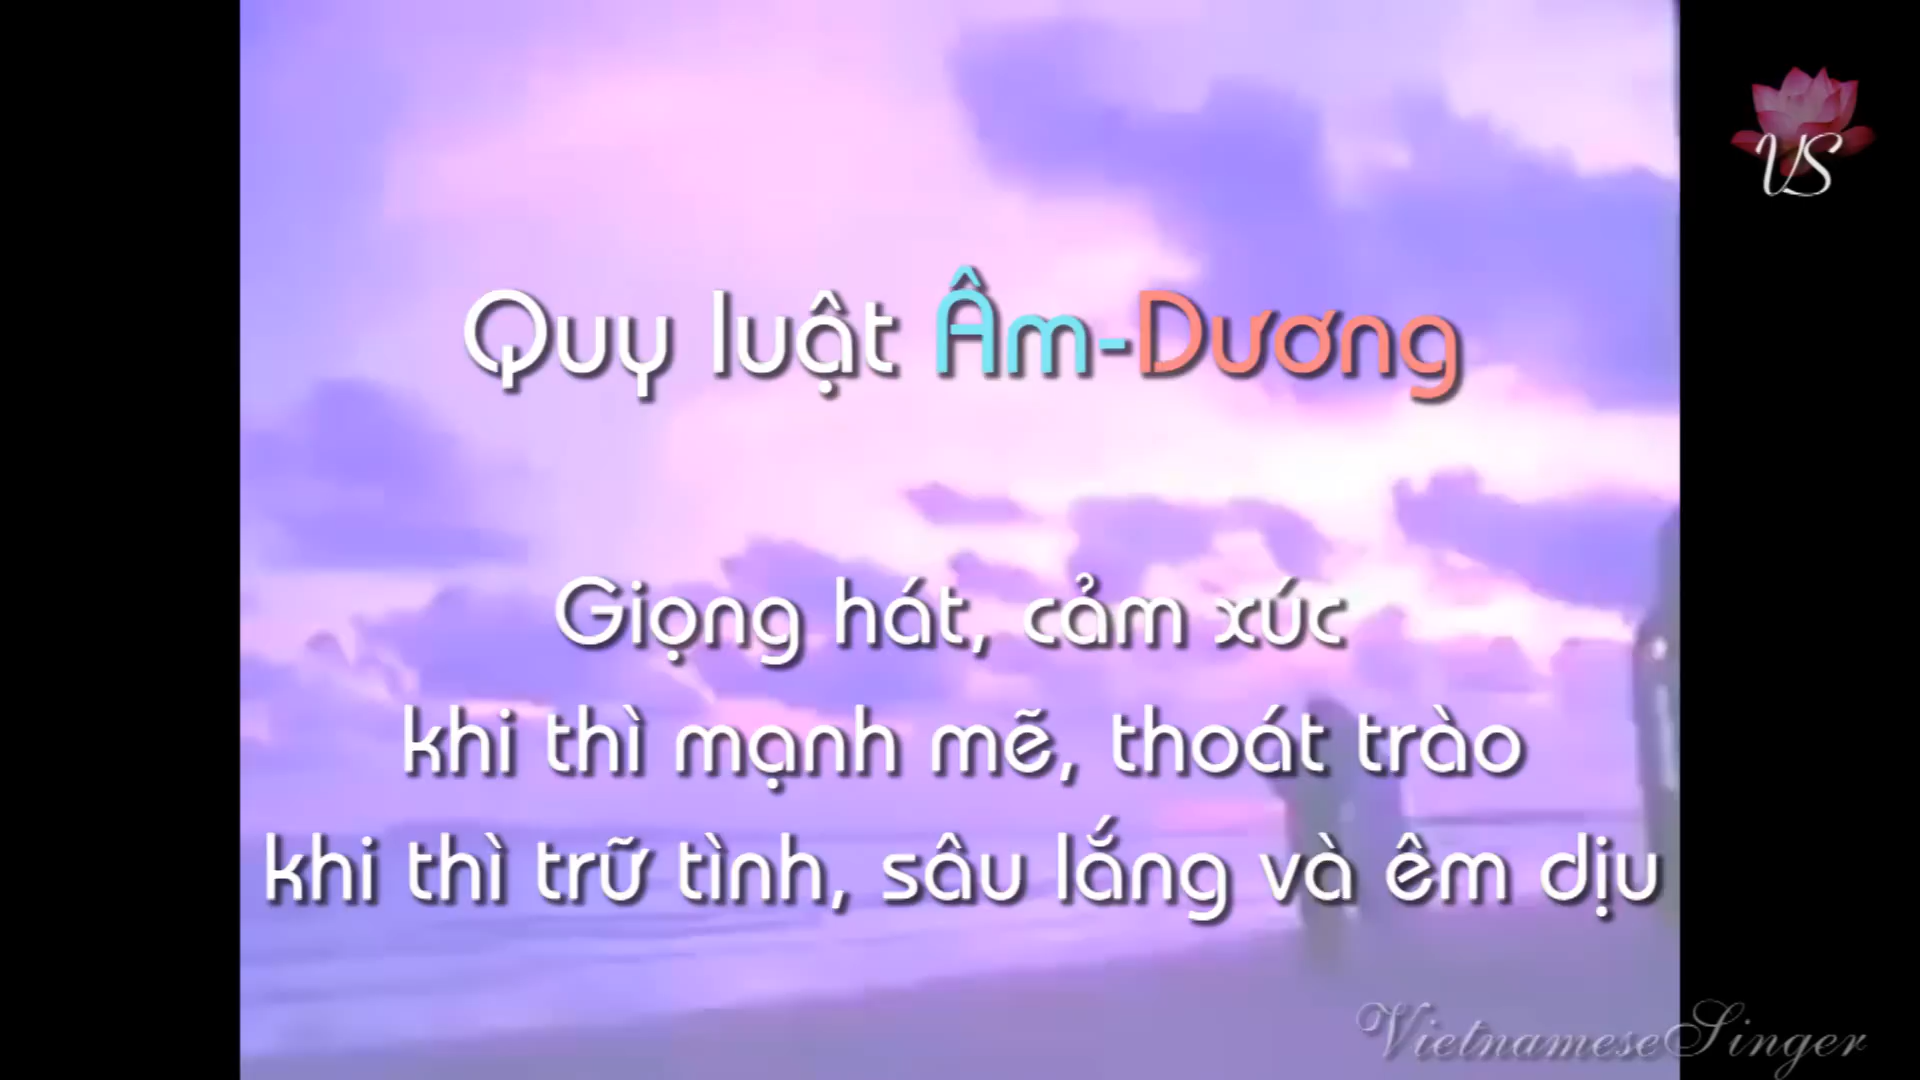 VS
Quy luật Âm-Dương
Giọng hát, cảm xúc
khi thì mạnh mẽ, thoát trào
khi thì trữ tình, sâu lắng và êm dịu
VietnameseSinger